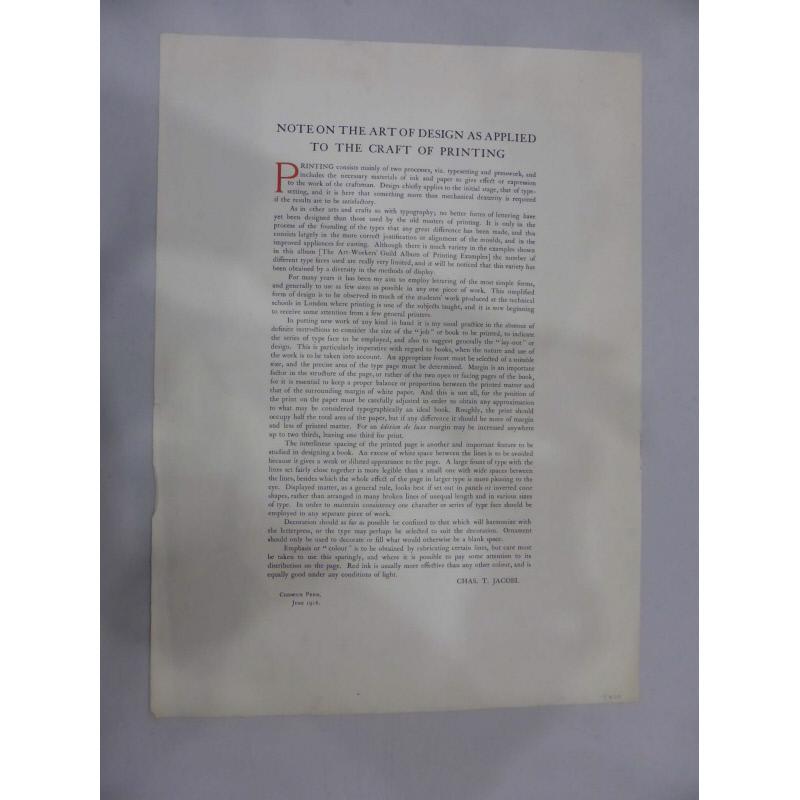 NOTE ON THE ART OF DESIGN AS APPLIED
TO THE CRAFT OF PRINTING
PRINTING consists mainly of two processes, viz. typesetting and presswork, and
includes the necessary materials of ink and paper to give effect or expression
to the work of the craftsman. Design chiefly applies to the initial stage, that of type-
setting, and it is here that something more than mechanical dexterity is required
if the results are to be satisfactory.
As in other arts and crafts so with typography; no better forms of lettering have
yet been designed than those used by the old masters of printing. It is only in the
process of the founding of the types that any great difference has been made, and this
consists largely in the more correct justification or alignment of the moulds, and in the
improved appliances for casting. Although there is much variety in the examples shown
in this album [The Art-Workers' Guild Album of Printing Examples] the number of
different type faces used are really very limited, and it will be noticed that this variety has
been obtained by a diversity in the methods of display.
For many years it has been my aim to employ lettering of the most simple forms,
and generally to use as few sizes as possible in any one piece of work. This simplified
form of design is to be observed in much of the students' work produced at the technical
schools in London where printing is one of the subjects taught, and it is now beginning
to receive some attention from a few general printers.
In putting new work of any kind in hand it is my usual practice in the absence of
definite instructions to consider the size of the "job" or book to be printed, to indicate
the series of type face to be employed, and also to suggest generally the "lay-out" or
design. This is particularly imperative with regard to books, when the nature and use of
the work is to be taken into account. An appropriate fount must be selected of a suitable
size, and the precise area of the type page must be determined. Margin is an important
factor in the structure of the page, or rather of the two open or facing pages of the book,
for it is essential to keep a proper balance or proportion between the printed matter and
that of the surrounding margin of white paper. And this is not all, for the position of
the print on the paper must be carefully adjusted in order to obtain any approximation
to what may be considered typographically an ideal book. Roughly, the print should
occupy half the total area of the paper, but if any difference it should be more of margin
and less of printed matter. For an édition de luxe margin may be increased anywhere
up to two thirds, leaving one third for print.
The interlinear spacing of the printed page is another and important feature to be
studied in designing a book. An excess of white space between the lines is to be avoided
because it gives a weak or diluted appearance to the page. A large fount of type with the
lines set fairly close together is more legible than a small one with wide spaces between
the lines, besides which the whole effect of the page in larger type is more pleasing to the
eye. Displayed matter, as a general rule, looks best if set out in panels or inverted cone
shapes, rather than arranged in many broken lines of unequal length and in various sizes
of type. In order to maintain consistency one character or series of type face should be
employed in any separate piece of work.
Decoration should as far as possible be confined to that which will harmonize with
the letterpress, or the type may perhaps be selected to suit the decoration. Ornament
should only be used to decorate or fill what would otherwise be a blank space.
Emphasis or "colour" is to be obtained by rubricating certain lines, but care must
be taken to use this sparingly, and where it is possible to pay some attention to its
distribution on the page. Red ink is usually more effective than any other colour, and is
equally good under any conditions of light.
CHAS. T. JACOBI.
CHISWICK PRESS,
June 1916.